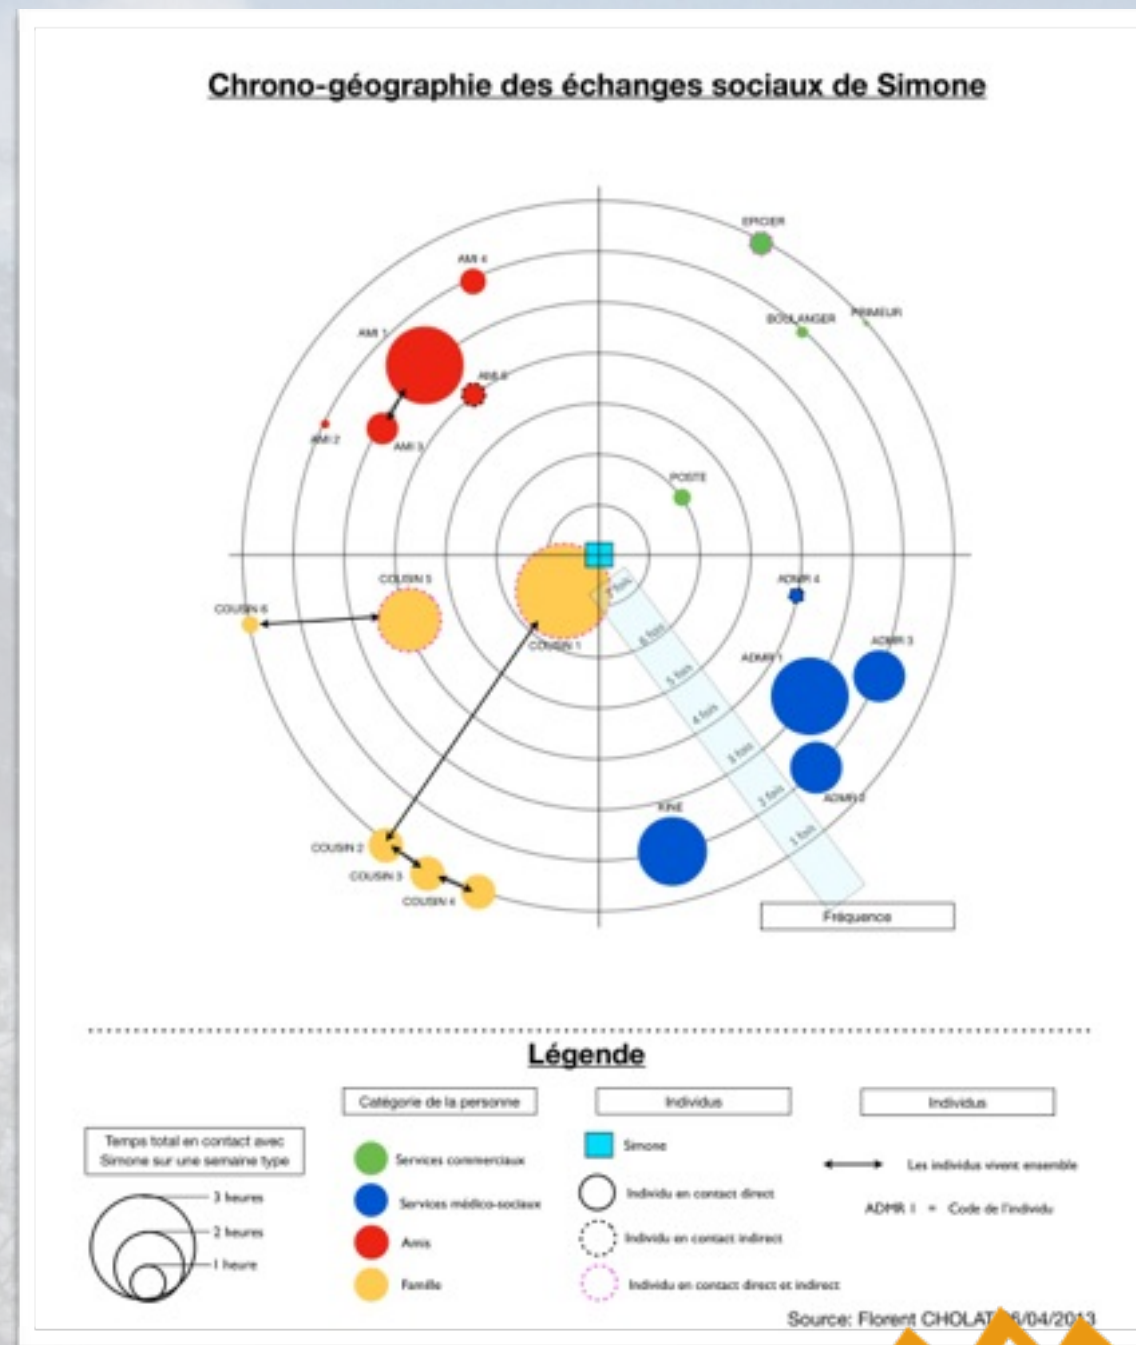 Chrono-géographie des échanges sociaux de Simone
EPICIER
AMI 4
PRIMEUR
BOULANGER
AMI 1
AMI 2
AMI 3
POSTE
ADMR 4
COUSIN 5
COUSIN 6
7 fois
6 fois
ADMR 3
COUSIN 1
ADMR 1
5 fois
4 fois
3 fois
2 fois
ADMR 2
KINE
1 fois
COUSIN 2
COUSIN 3
COUSIN 4
Fréquence
Légende
Catégorie de la personne
Individus
Individus
Temps total en contact avec
Simone sur une semaine type
3 heures
2 heures
1 heure
Services commerciaux
Services médico-sociaux
Amis
Famille
Simone
Individu en contact direct
Individu en contact indirect
Individu en contact direct et indirect
Les individus vivent ensemble
ADMR 1 = Code de l'individu
Source: Florent CHOLAT 6/04/2013